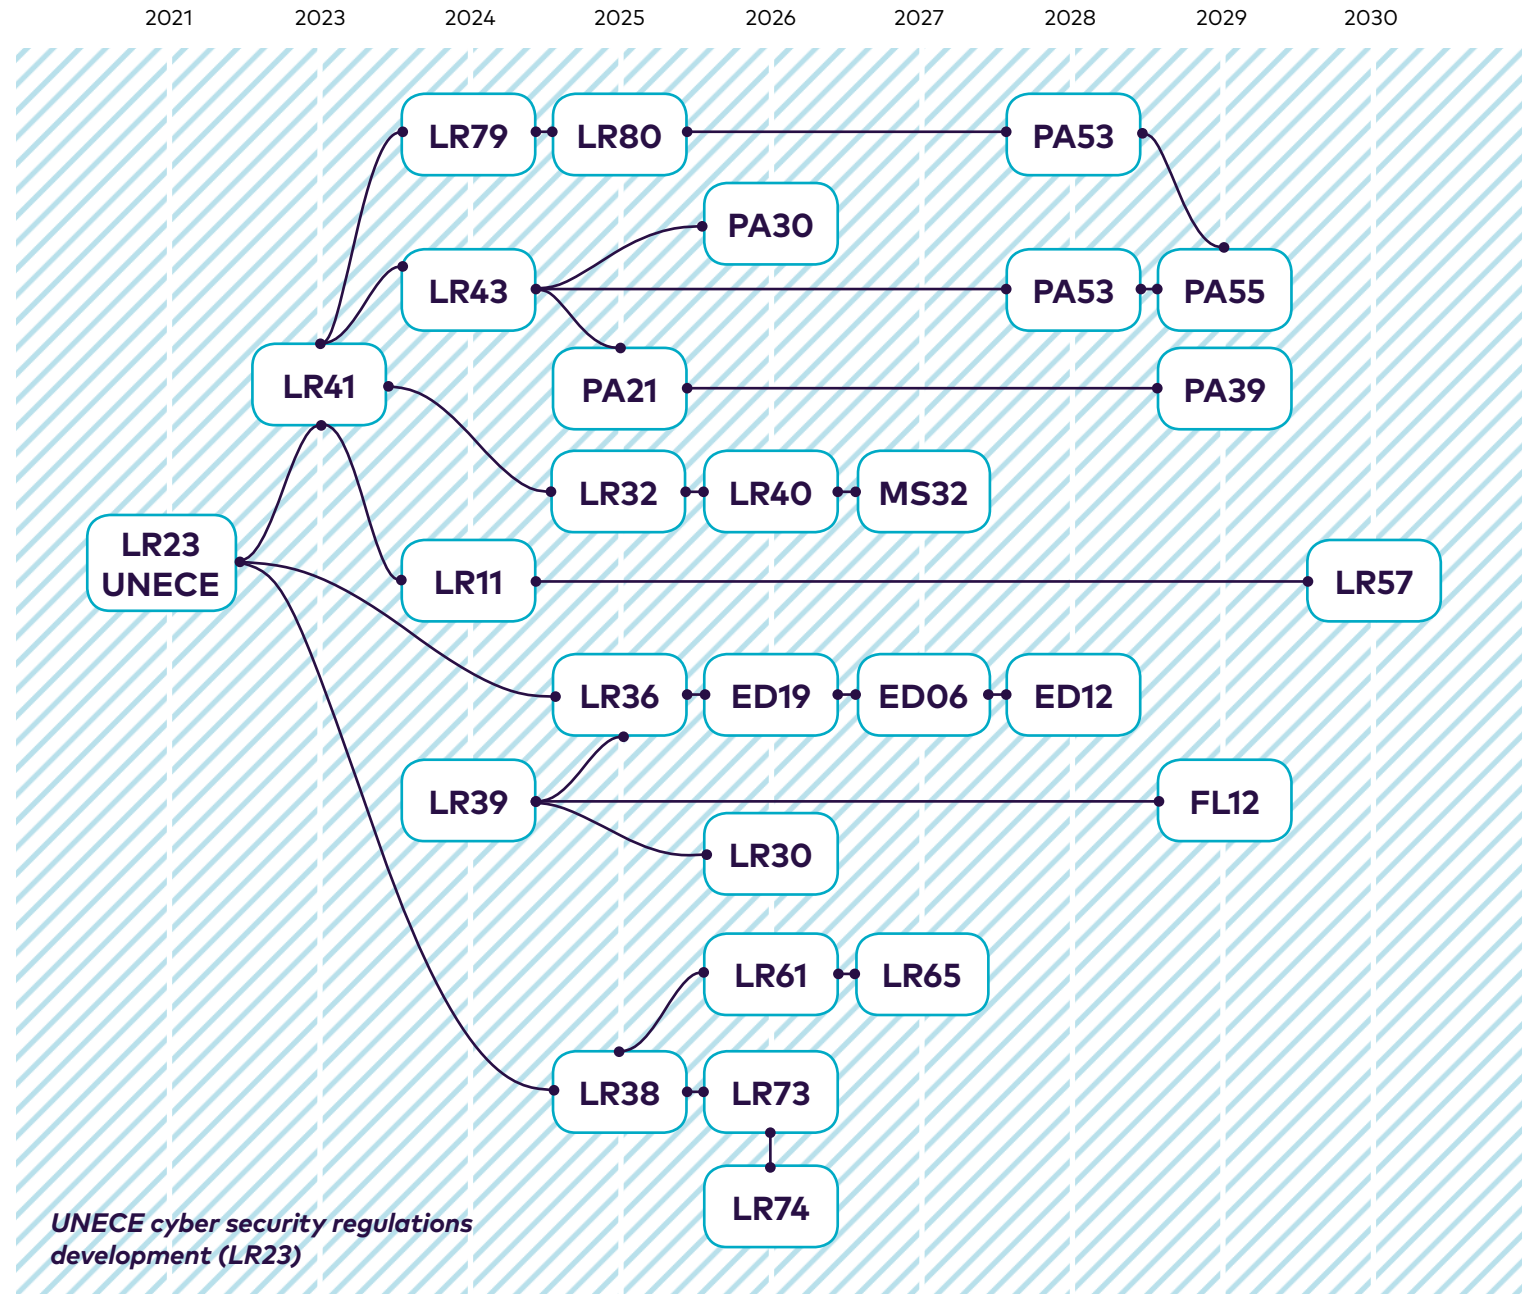 2021 2023 2024 2025 2026 2027 2028 2029 2030
LR79 LR80 PA53
PA30
LR43 PA53 PA55
LR41 PA21 PA39
LR32 LR40 MS32
LR23
UNECE
LR11 LR57
LR36 ED19 ED06 ED12
LR39 FL12
LR30
LR61 LR65
LR38 LR73
LR74
UNECE cyber security regulations
development (LR23)